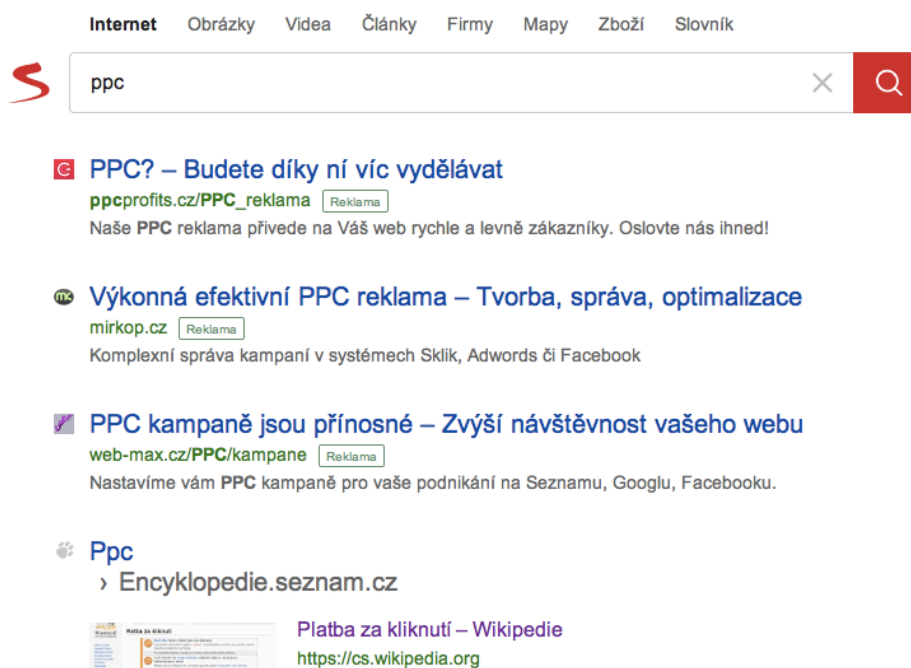 Internet Obrázky Videa Články Firmy Mapy Zboží Slovník
ppc
PPC? – Budete díky ní víc vydělávat
ppcprofits.cz/PPC_reklama Reklama
Naše PPC reklama přivede na Váš web rychle a levně zákazníky. Oslovte nás ihned!
Výkonná efektivní PPC reklama – Tvorba, správa, optimalizace
mirkop.cz Reklama
Komplexní správa kampaní v systémech Sklik, Adwords či Facebook
PPC kampaně jsou přínosné – Zvýší návštěvnost vašeho webu
web-max.cz/PPC/kampane Reklama
Nastavíme vám PPC kampaně pro vaše podnikání na Seznamu, Googlu, Facebooku.
Ppc
› Encyklopedie.seznam.cz
Platba za kliknutí
Platba za kliknutí – Wikipedie
https://cs.wikipedia.org